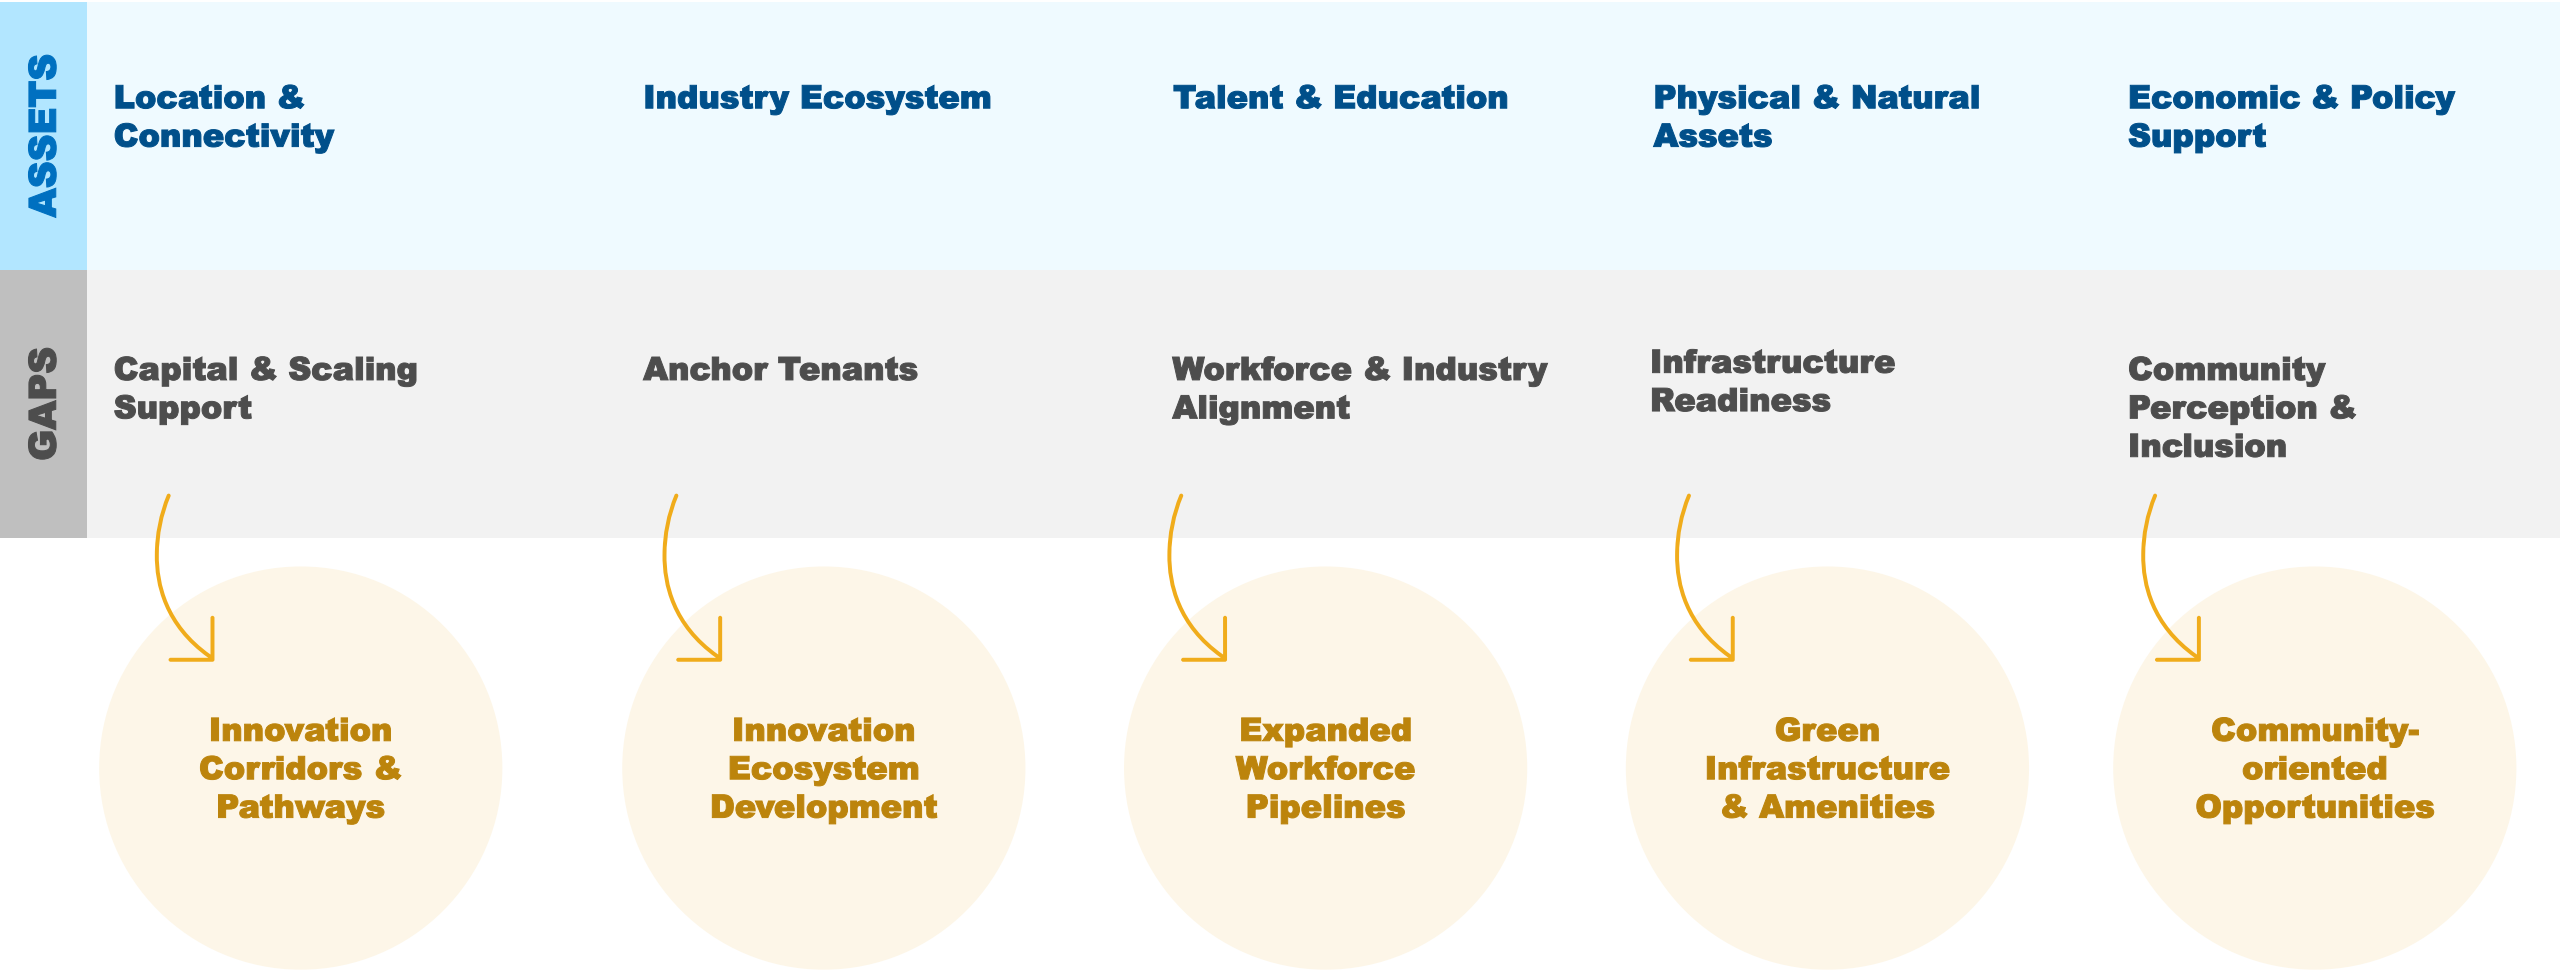 ASSETS
Location &
Connectivity
Industry Ecosystem
Talent & Education
Physical & Natural
Assets
Economic & Policy
Support
GAPS
Capital & Scaling
Support
Anchor Tenants
Workforce & Industry
Alignment
Infrastructure
Readiness
Community
Perception &
Inclusion
Innovation
Corridors &
Pathways
Innovation
Ecosystem
Development
Expanded
Workforce
Pipelines
Green
Infrastructure
& Amenities
Community-
oriented
Opportunities